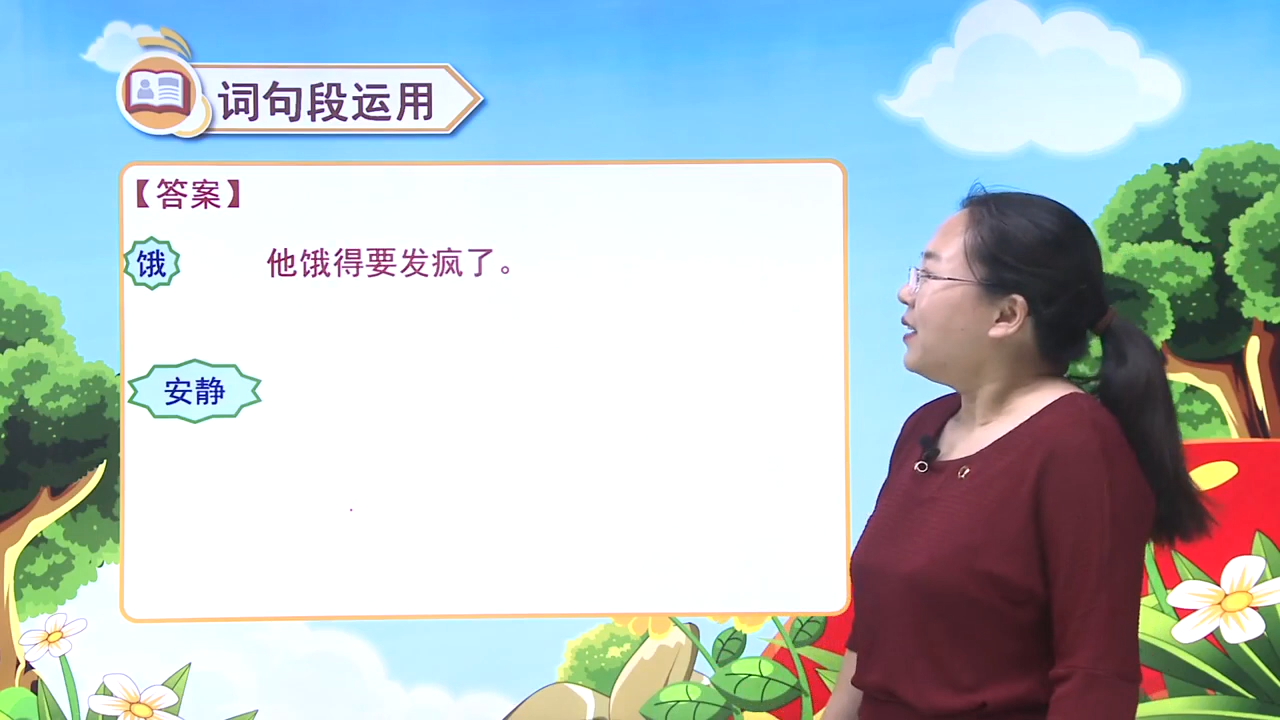 词句段运用
【答案】
饿
他饿得要发疯了。
安静